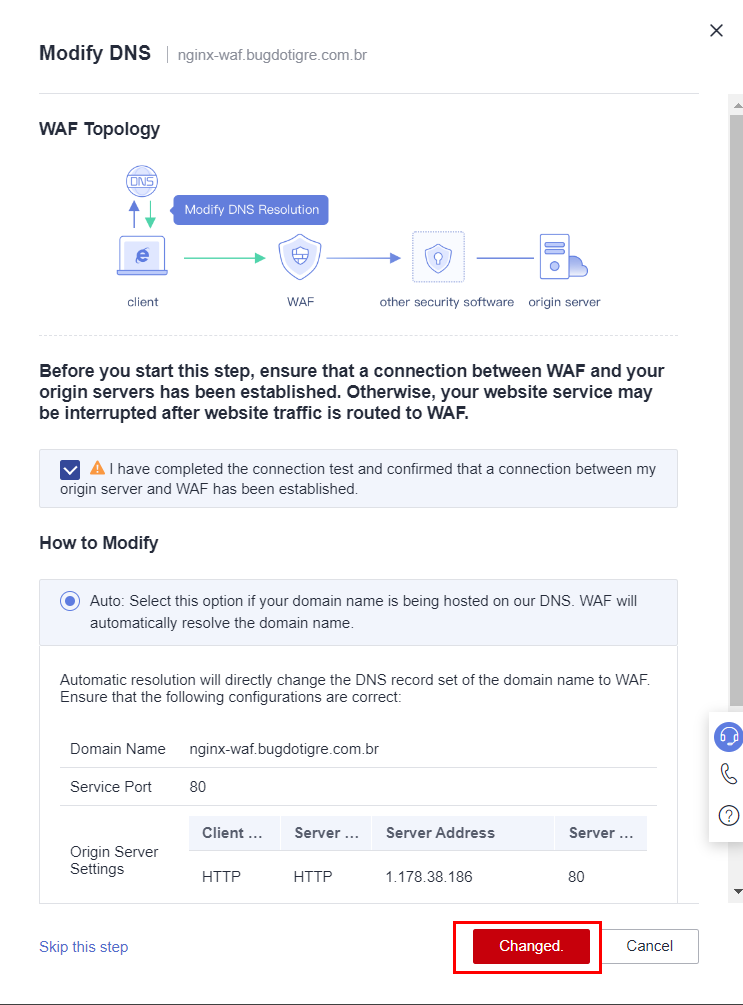 Modify DNS
nginx-waf.bugdotigre.com.br
WAF Topology
DNS
Modify DNS Resolution
client
WAF
other security software
origin server
Before you start this step, ensure that a connection between WAF and your
origin servers has been established. Otherwise, your website service may
be interrupted after website traffic is routed to WAF.
I have completed the connection test and confirmed that a connection between my
origin server and WAF has been established.
How to Modify
Auto: Select this option if your domain name is being hosted on our DNS. WAF will
automatically resolve the domain name.
Automatic resolution will directly change the DNS record set of the domain name to WAF.
Ensure that the following configurations are correct:
Domain Name nginx-waf.bugdotigre.com.br
Service Port 80
Origin Server
Settings
Client ... Server ... Server Address Server ...
HTTP HTTP 1.178.38.186 80
Skip this step
Changed.
Cancel